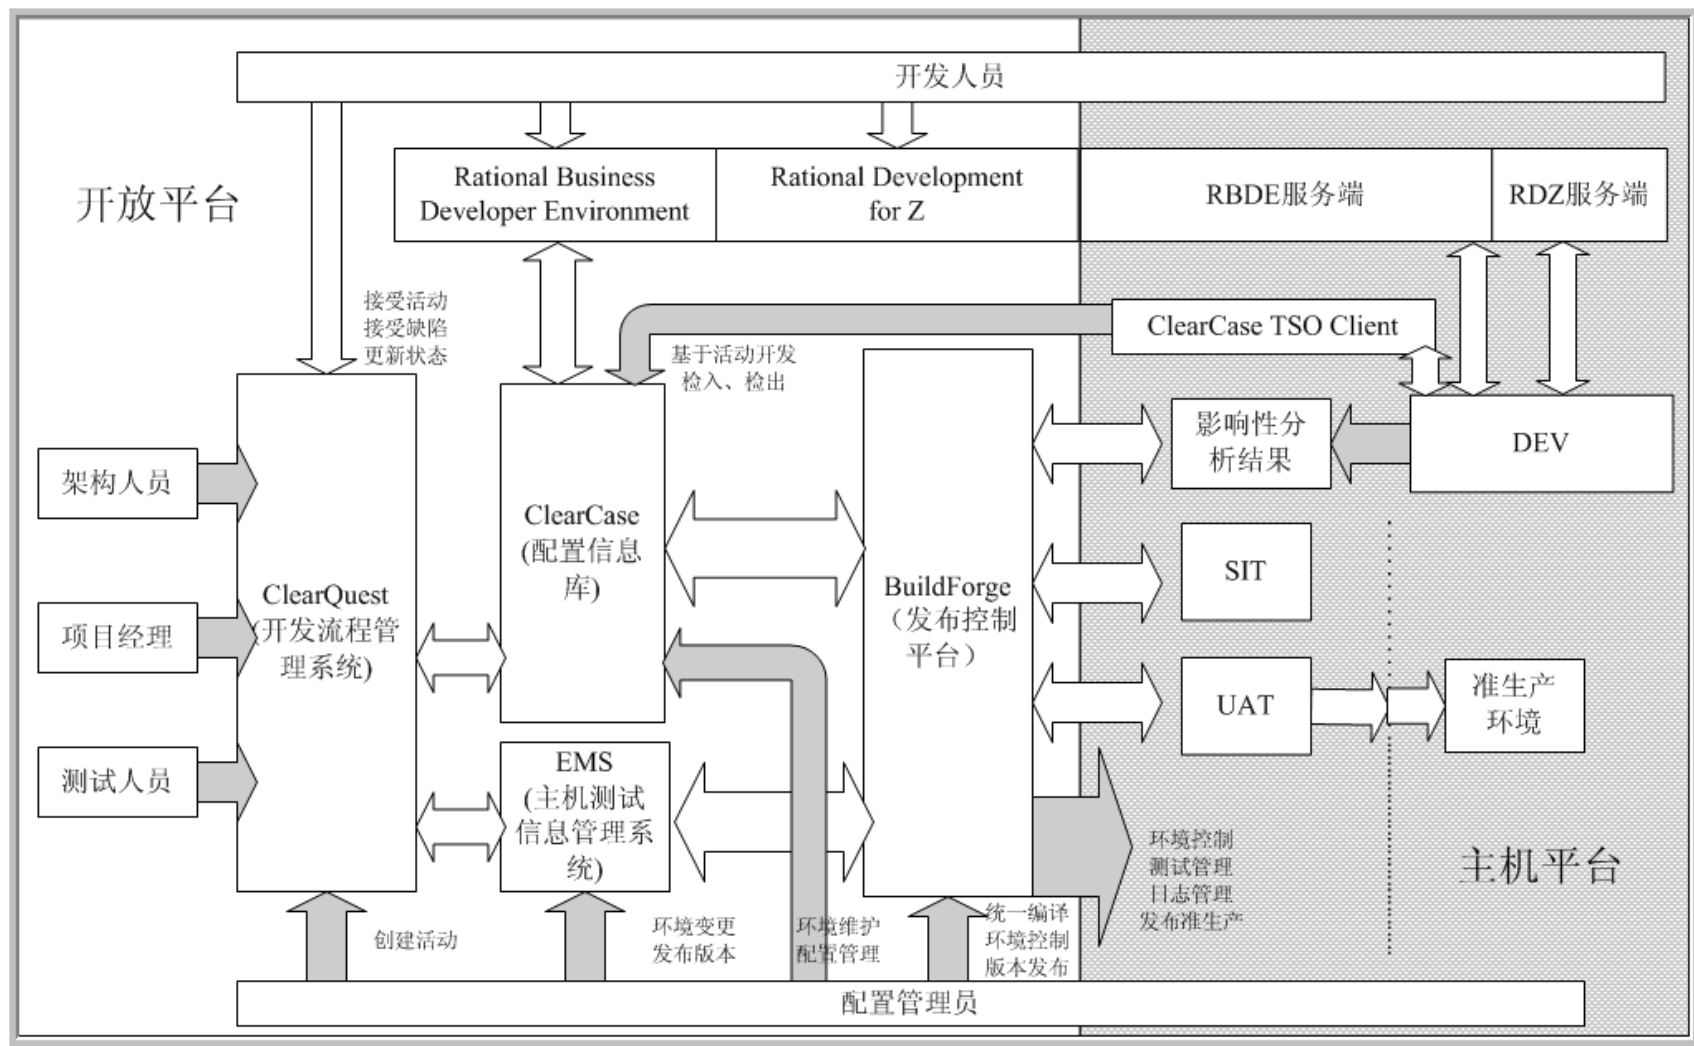 开发人员
开放平台
Rational Business
Developer Environment
Rational Development
for Z
RBDE服务端
RDZ服务端
接受活动
接受缺陷
更新状态
ClearCase TSO Client
基于活动开发
检入、检出
影响性分
析结果
DEV
架构人员
ClearCase
(配置信息
库)
SIT
ClearQuest
(开发流程管
理系统)
BuildForge
（发布控制
平台）
项目经理
UAT
准生产
环境
测试人员
EMS
(主机测试
信息管理系
统)
环境控制
测试管理
日志管理
发布准生产
主机平台
创建活动
环境变更
发布版本
环境维护
配置管理
统一编译
环境控制
版本发布
配置管理员